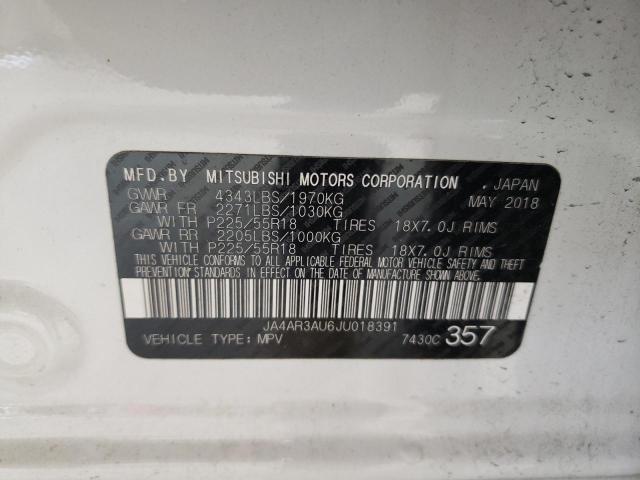 MFD.BY MITSUBISHI MOTORS CORPORATION . JAPAN
GVWR 4343LBS/1970KG MAY 2018
GAWR FR 2271LBS/1030KG
WITH P225/55R18 TIRES 18X7.0J RIMS
GAWR RR 2205LBS/1000KG
WITH P225/55R18 TIRES 18X7.0J RIMS
THIS VEHICLE CONFORMS TO ALL APPLICABLE FEDERAL MOTOR VEHICLE SAFETY AND THEFT
PREVENTION STANDARDS IN EFFECT ON THE DATE OF MANUFACTURE SHOWN ABOVE.
JA4AR3AU6JU018391
VEHICLE TYPE: MPV 7430C 357